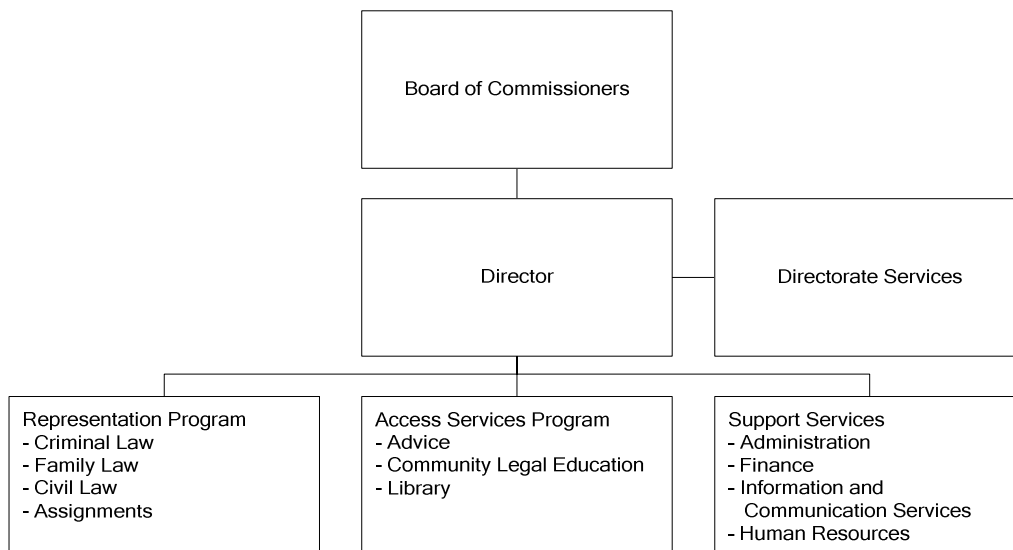 Board of Commissioners
Director
Directorate Services
Representation Program
- Criminal Law
- Family Law
- Civil Law
- Assignments
Access Services Program
- Advice
- Community Legal Education
- Library
Support Services
- Administration
- Finance
- Information and
Communication Services
- Human Resources